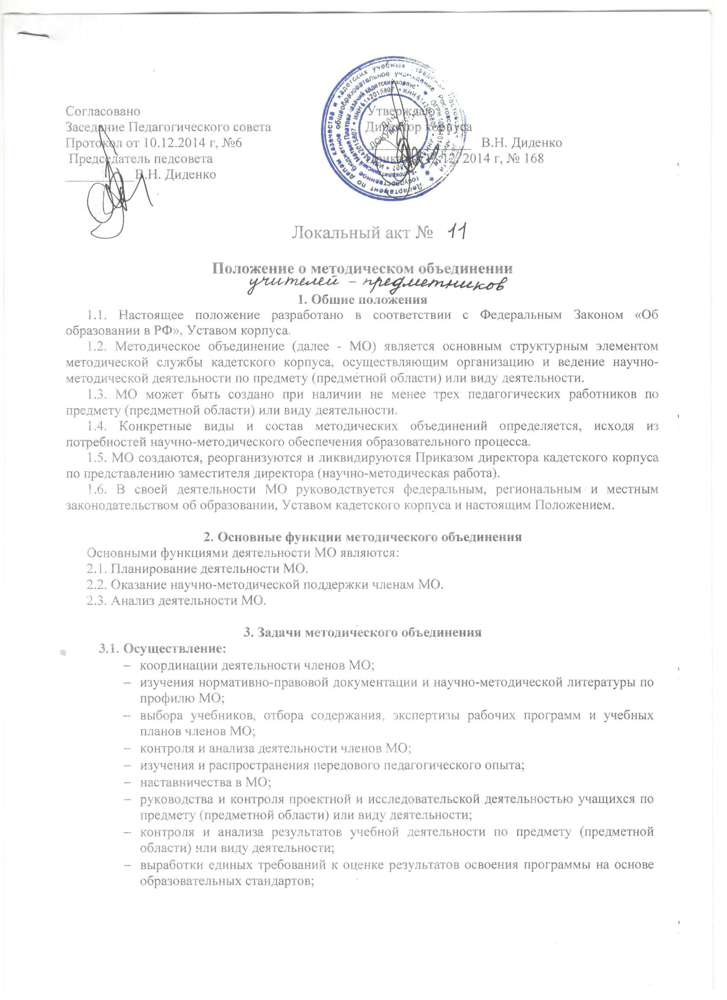 Согласовано
Заседание Педагогического совета
Протокол от 10.12.2014 г, №6
Председатель педсовета
____________В.Н. Диденко
Утверждаю
Директор корпуса
В.Н. Диденко
Приказ 12. 2014 г, № 168
Департамент по делам казачества и кадетских учебных
государственное бюджетное общеобразовательное учреждение Ростовской области
Матвея Платова казачий кадетский корпус"
ИНН 6142015807 • ИНН 6142015807
ДЛЯ
ДОКУМЕНТОВ
Локальный акт № 11
Положение о методическом объединении
учителей – предметников
1. Общие положения
1.1. Настоящее положение разработано в соответствии с Федеральным Законом «Об
образовании в РФ», Уставом корпуса.
1.2. Методическое объединение (далее - МО) является основным структурным элементом
методической службы кадетского корпуса, осуществляющим организацию и ведение научно-
методической деятельности по предмету (предметной области) или виду деятельности.
1.3. МО может быть создано при наличии не менее трех педагогических работников по
предмету (предметной области) или виду деятельности.
1.4. Конкретные виды и состав методических объединений определяется, исходя из
потребностей научно-методического обеспечения образовательного процесса.
1.5. МО создаются, реорганизуются и ликвидируются Приказом директора кадетского корпуса
по представлению заместителя директора (научно-методическая работа).
1.6. В своей деятельности МО руководствуется федеральным, региональным и местным
законодательством об образовании, Уставом кадетского корпуса и настоящим Положением.
2. Основные функции методического объединения
Основными функциями деятельности МО являются:
2.1. Планирование деятельности МО.
2.2. Оказание научно-методической поддержки членам МО.
2.3. Анализ деятельности МО.
3. Задачи методического объединения
3.1. Осуществление:
– координации деятельности членов МО;
– изучения нормативно-правовой документации и научно-методической литературы по
профилю МО;
– выбора учебников, отбора содержания, экспертизы рабочих программ и учебных
планов членов МО;
– контроля и анализа деятельности членов МО;
– изучения и распространения передового педагогического опыта;
– наставничества в МО;
– руководства и контроля проектной и исследовательской деятельностью учащихся по
предмету (предметной области) или виду деятельности;
– контроля и анализа результатов учебной деятельности по предмету (предметной
области) или виду деятельности;
– выработки единых требований к оценке результатов освоения программы на основе
образовательных стандартов;